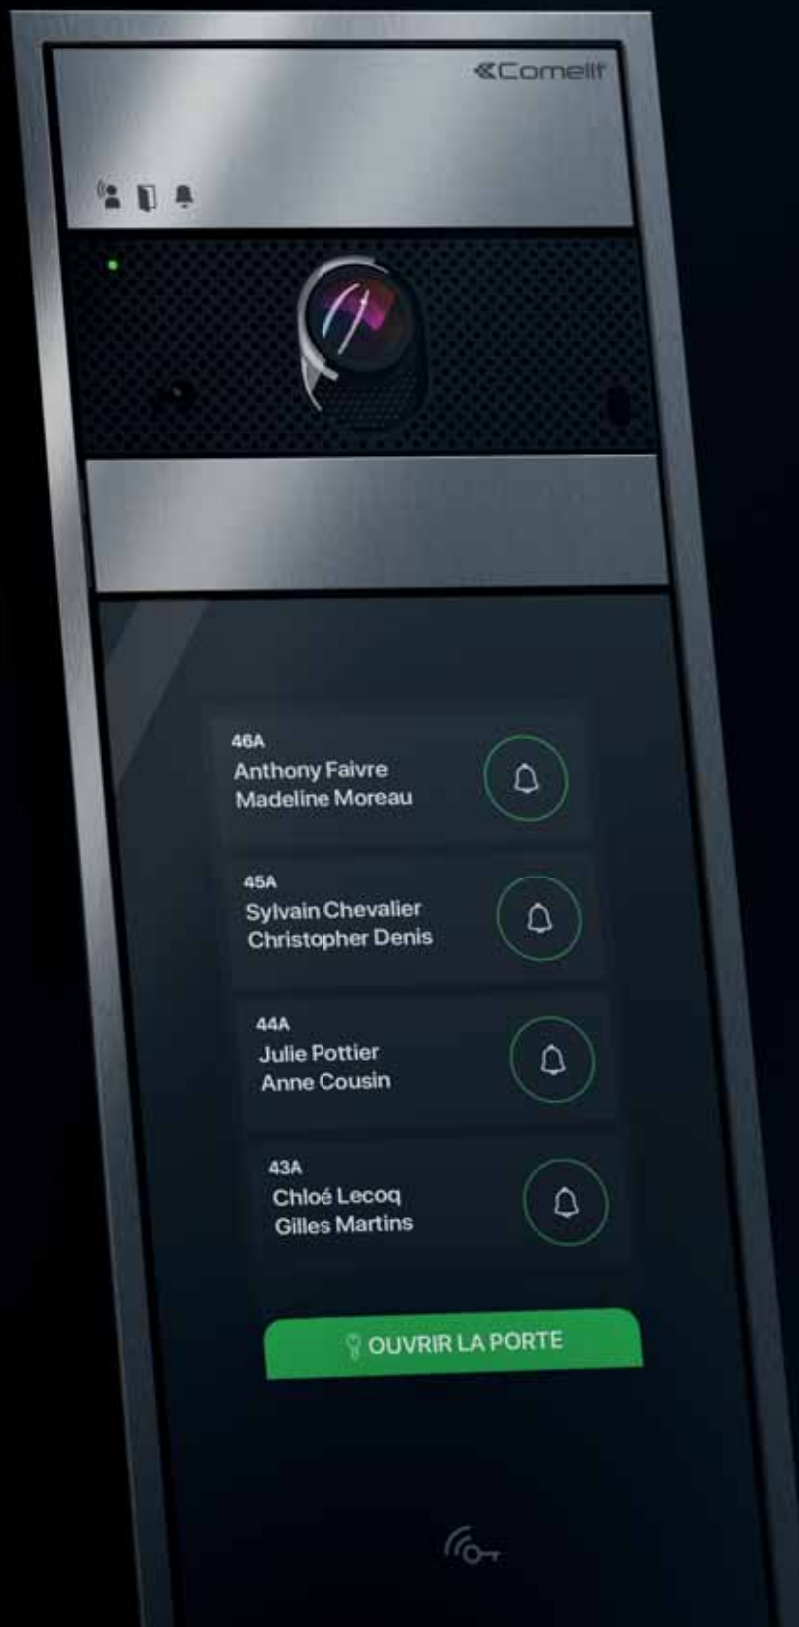 Comelit
46A
Anthony Faivre
Madeline Moreau
45A
Sylvain Chevalier
Christopher Denis
44A
Julie Pottier
Anne Cousin
43A
Chloé Lecoq
Gilles Martins
OUVRIR LA PORTE